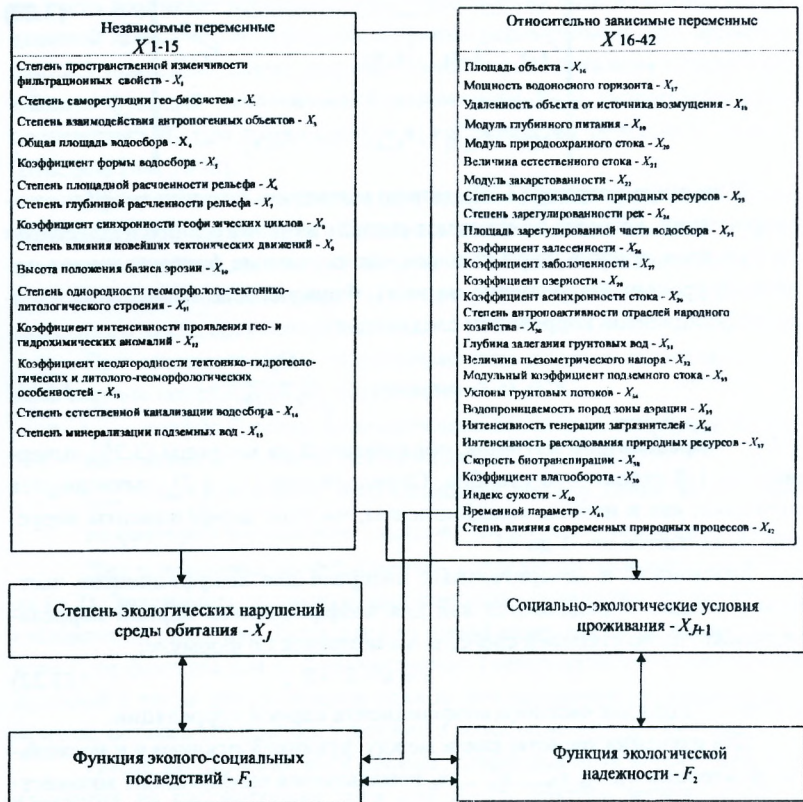 Независимые переменные
X 1-15
Степень пространственной изменчивости
фильтрационных свойств - X₁
Степень саморегуляции гео-биосистем - X₂
Степень взаимодействия антропогенных объектов - X₃
Общая площадь водосбора - X₄
Коэффициент формы водосбора - X₅
Степень площадной расчлененности рельефа - X₆
Степень глубинной расчлененности рельефа - X₇
Коэффициент синхронности геофизических циклов - X₈
Степень влияния новейших тектонических движений - X₉
Высота положения базиса эрозии - X₁₀
Степень однородности геоморфолого-тектонико-
литологического строения - X₁₁
Коэффициент интенсивности проявления гео- и
гидрохимических аномалий - X₁₂
Коэффициент неоднородности тектонико-гидрогеоло-
гических и литолого-геоморфологических
особенностей - X₁₃
Степень естественной канализации водосбора - X₁₄
Степень минерализации подземных вод - X₁₅
Относительно зависимые переменные
X 16-42
Площадь объекта - X₁₆
Мощность водоносного горизонта - X₁₇
Удаленность объекта от источника возмущения - X₁₈
Модуль глубинного питания - X₁₉
Модуль природоохранного стока - X₂₀
Величина естественного стока - X₂₁
Модуль закарстованности - X₂₂
Степень воспроизводства природных ресурсов - X₂₃
Степень зарегулированности рек - X₂₄
Площадь зарегулированной части водосбора - X₂₅
Коэффициент залесенности - X₂₆
Коэффициент заболоченности - X₂₇
Коэффициент озерности - X₂₈
Коэффициент асинхронности стока - X₂₉
Степень антропоактивности отраслей народного
хозяйства - X₃₀
Глубина залегания грунтовых вод - X₃₁
Величина пьезометрического напора - X₃₂
Модульный коэффициент подземного стока - X₃₃
Уклоны грунтовых потоков - X₃₄
Водопроницаемость пород зоны аэрации - X₃₅
Интенсивность генерации загрязнителей - X₃₆
Интенсивность расходования природных ресурсов - X₃₇
Скорость биотранспирации - X₃₈
Коэффициент влагооборота - X₃₉
Индекс сухости - X₄₀
Временной параметр - X₄₁
Степнь влияния современных природных процессов - X₄₂
Степень экологических нарушений
среды обитания - X_J
Социально-экологические условия
проживания - X_J+1
Функция эколого-социальных
последствий - F₁
Функция экологической
надежности - F₂